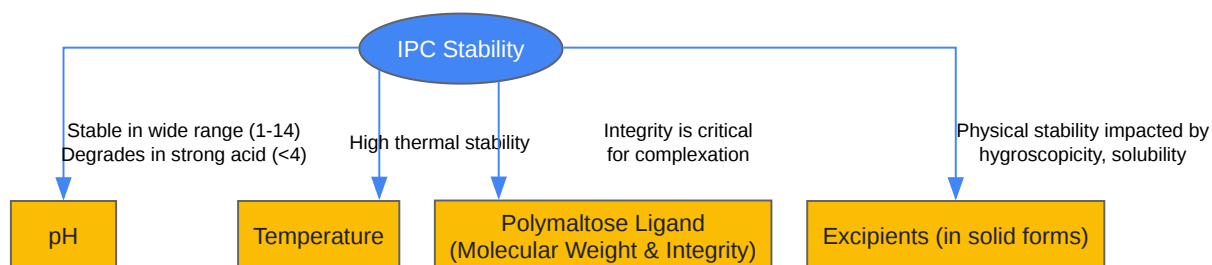 IPC Stability
Stable in wide range (1-14)
Degrades in strong acid (<4)
High thermal stability
Integrity is critical
for complexation
Physical stability impacted by
hygroscopicity, solubility
pH
Temperature
Polymaltose Ligand
(Molecular Weight & Integrity)
Excipients (in solid forms)